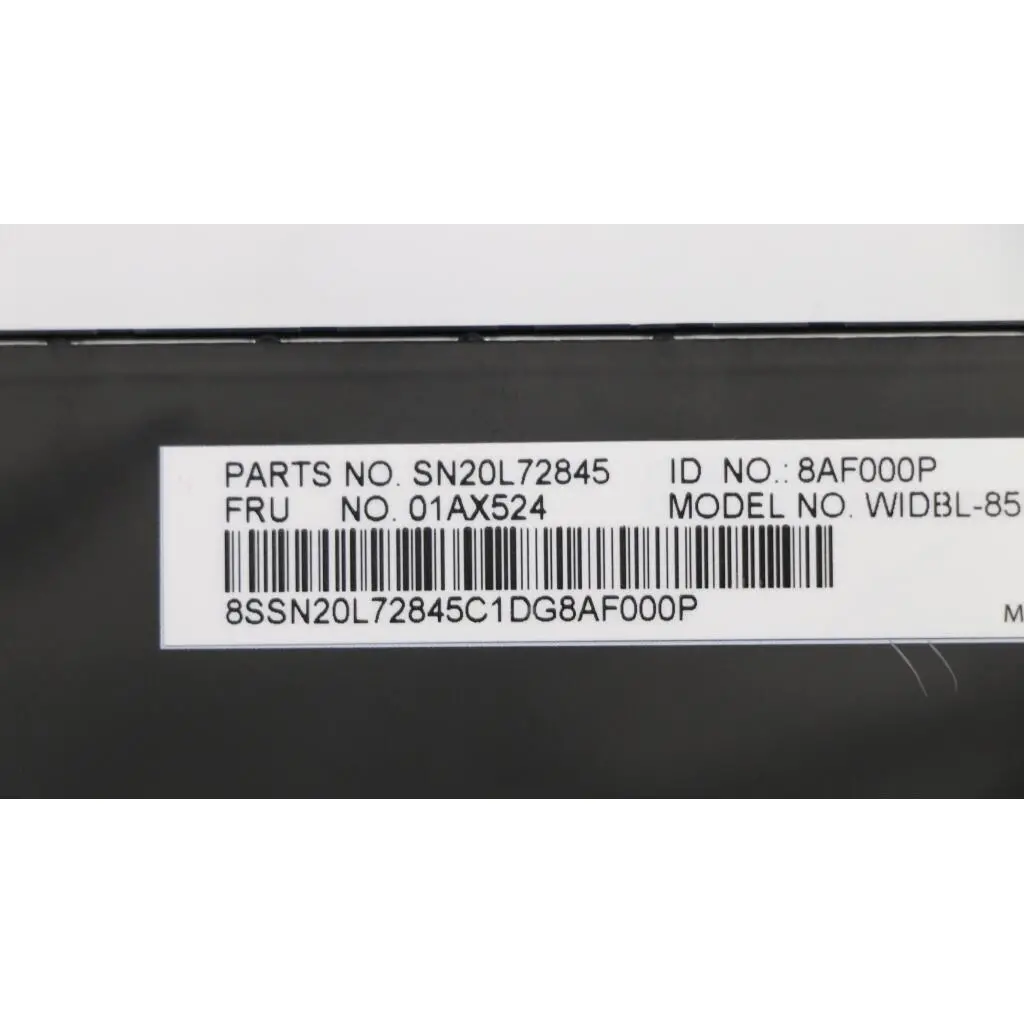 PARTS NO. SN20L72845 ID NO.: 8AF000P
FRU NO. 01AX524 MODEL NO. WIDBL-85
8SSN20L72845C1DG8AF000P
M